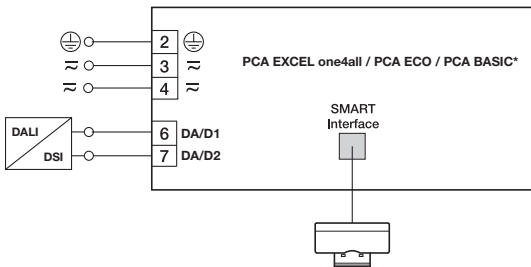 2
3
4
PCA EXCEL one4all / PCA ECO / PCA BASIC*
SMART
Interface
DALI
DSI
6 DA/D1
7 DA/D2